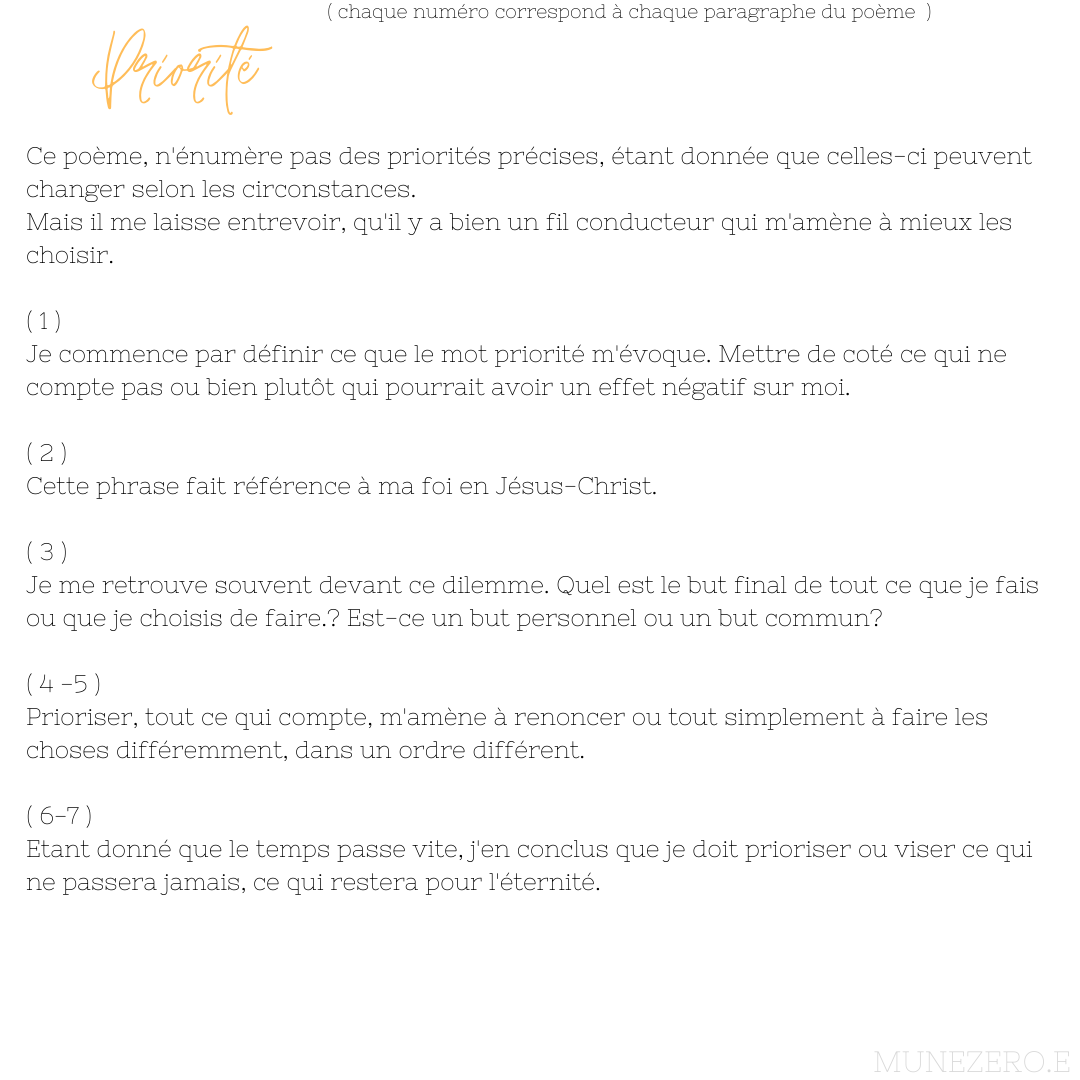 ( chaque numéro correspond à chaque paragraphe du poème )
Priorité
Ce poème, n'énumère pas des priorités précises, étant donnée que celles-ci peuvent
changer selon les circonstances.
Mais il me laisse entrevoir, qu'il y a bien un fil conducteur qui m'amène à mieux les
choisir.
( 1 )
Je commence par définir ce que le mot priorité m'évoque. Mettre de coté ce qui ne
compte pas ou bien plutôt qui pourrait avoir un effet négatif sur moi.
( 2 )
Cette phrase fait référence à ma foi en Jésus-Christ.
( 3 )
Je me retrouve souvent devant ce dilemme. Quel est le but final de tout ce que je fais
ou que je choisis de faire.? Est-ce un but personnel ou un but commun?
( 4 -5 )
Prioriser, tout ce qui compte, m'amène à renoncer ou tout simplement à faire les
choses différemment, dans un ordre différent.
( 6-7 )
Etant donné que le temps passe vite, j'en conclus que je doit prioriser ou viser ce qui
ne passera jamais, ce qui restera pour l'éternité.
MUNEZERO.E